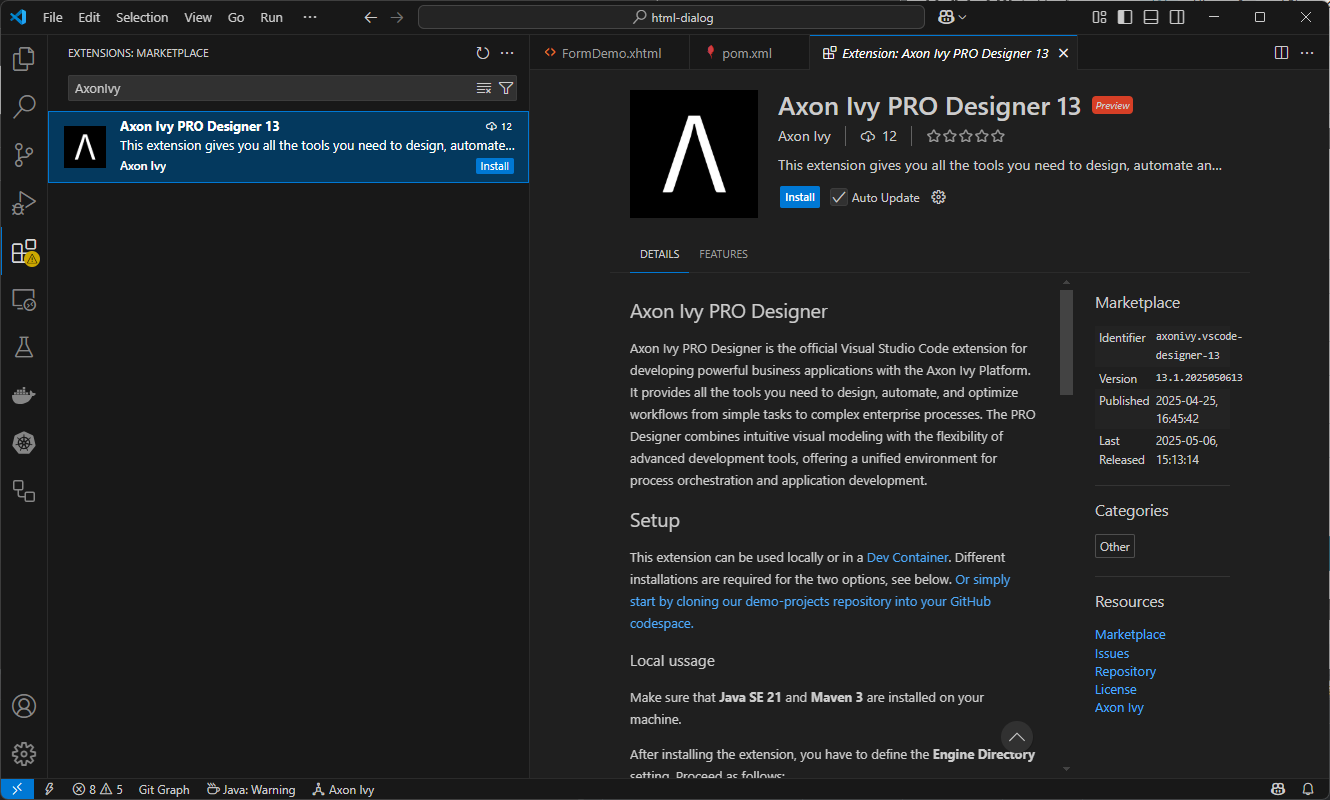 File Edit Selection View Go Run ··· html-dialog
EXTENSIONS: MARKETPLACE
AxonIvy
Axon Ivy PRO Designer 13 12
This extension gives you all the tools you need to design, automate...
Axon Ivy Install
FormDemo.xhtml pom.xml Extension: Axon Ivy PRO Designer 13
Axon Ivy PRO Designer 13 Preview
Axon Ivy 12
This extension gives you all the tools you need to design, automate an...
Install Auto Update
DETAILS FEATURES
Axon Ivy PRO Designer
Axon Ivy PRO Designer is the official Visual Studio Code extension for
developing powerful business applications with the Axon Ivy Platform.
It provides all the tools you need to design, automate, and optimize
workflows from simple tasks to complex enterprise processes. The PRO
Designer combines intuitive visual modeling with the flexibility of
advanced development tools, offering a unified environment for
process orchestration and application development.
Setup
This extension can be used locally or in a Dev Container. Different
installations are required for the two options, see below. Or simply
start by cloning our demo-projects repository into your GitHub
codespace.
Local ussage
Make sure that Java SE 21 and Maven 3 are installed on your
machine.
After installing the extension, you have to define the Engine Directory
setting. Proceed as follows:
Marketplace
Identifier axonivy.vscode-
designer-13
Version 13.1.2025050613
Published 2025-04-25,
16:45:42
Last 2025-05-06,
Released 15:13:14
Categories
Other
Resources
Marketplace
Issues
Repository
License
Axon Ivy
8 5 Git Graph Java: Warning Axon Ivy